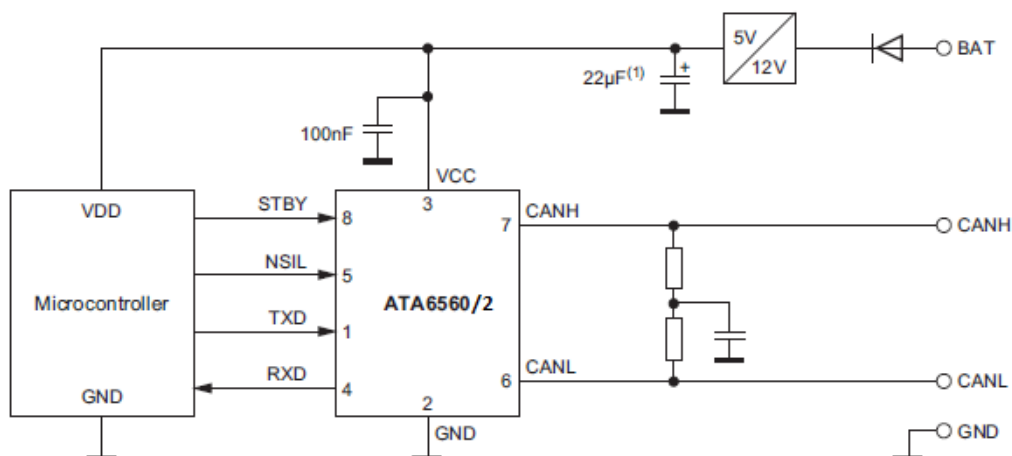 5V
12V
BAT
22µF(1)
+
100nF
VCC
VDD
STBY
8
3
7
CANH
CANH
NSIL
5
Microcontroller
ATA6560/2
TXD
1
RXD
4
6
CANL
CANL
GND
2
GND
GND